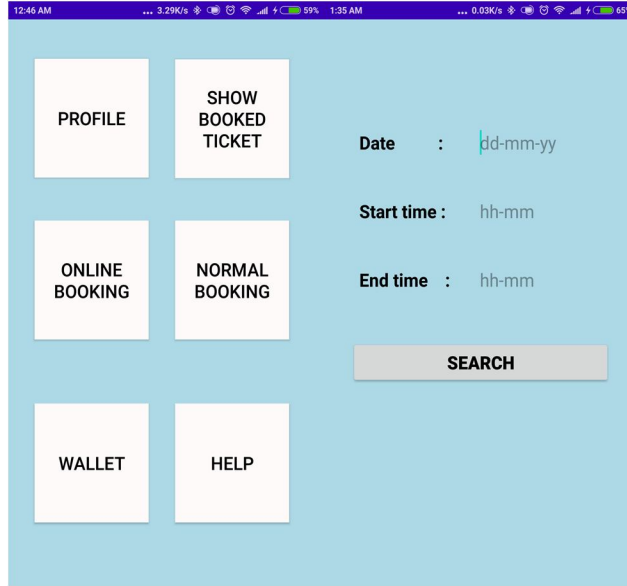 12:46 AM ... 3.29K/s 59%
PROFILE
SHOW
BOOKED
TICKET
ONLINE
BOOKING
NORMAL
BOOKING
WALLET
HELP
1:35 AM ... 0.03K/s 65%
Date : dd-mm-yy
Start time : hh-mm
End time : hh-mm
SEARCH